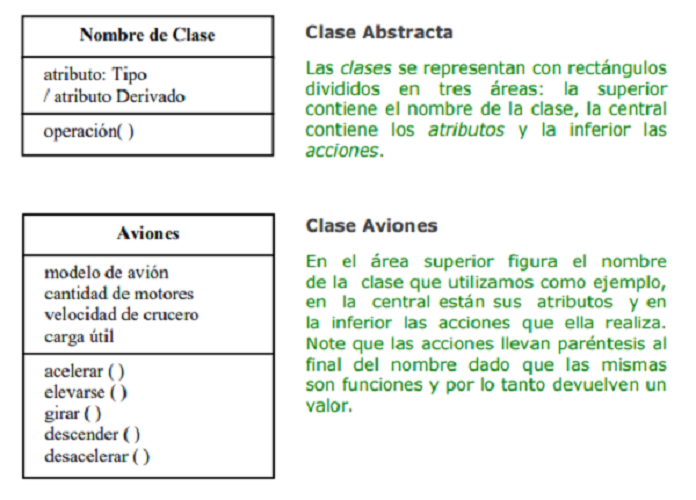 Nombre de Clase
atributo: Tipo
/ atributo Derivado
operación( )
Clase Abstracta
Las clases se representan con rectángulos
divididos en tres áreas: la superior
contiene el nombre de la clase, la central
contiene los atributos y la inferior las
acciones.
Aviones
modelo de avión
cantidad de motores
velocidad de crucero
carga útil
acelerar ( )
elevarse ( )
girar ( )
descender ( )
desacelerar ( )
Clase Aviones
En el área superior figura el nombre
de la clase que utilizamos como ejemplo,
en la central están sus atributos y en
la inferior las acciones que ella realiza.
Note que las acciones llevan paréntesis al
final del nombre dado que las mismas
son funciones y por lo tanto devuelven un
valor.